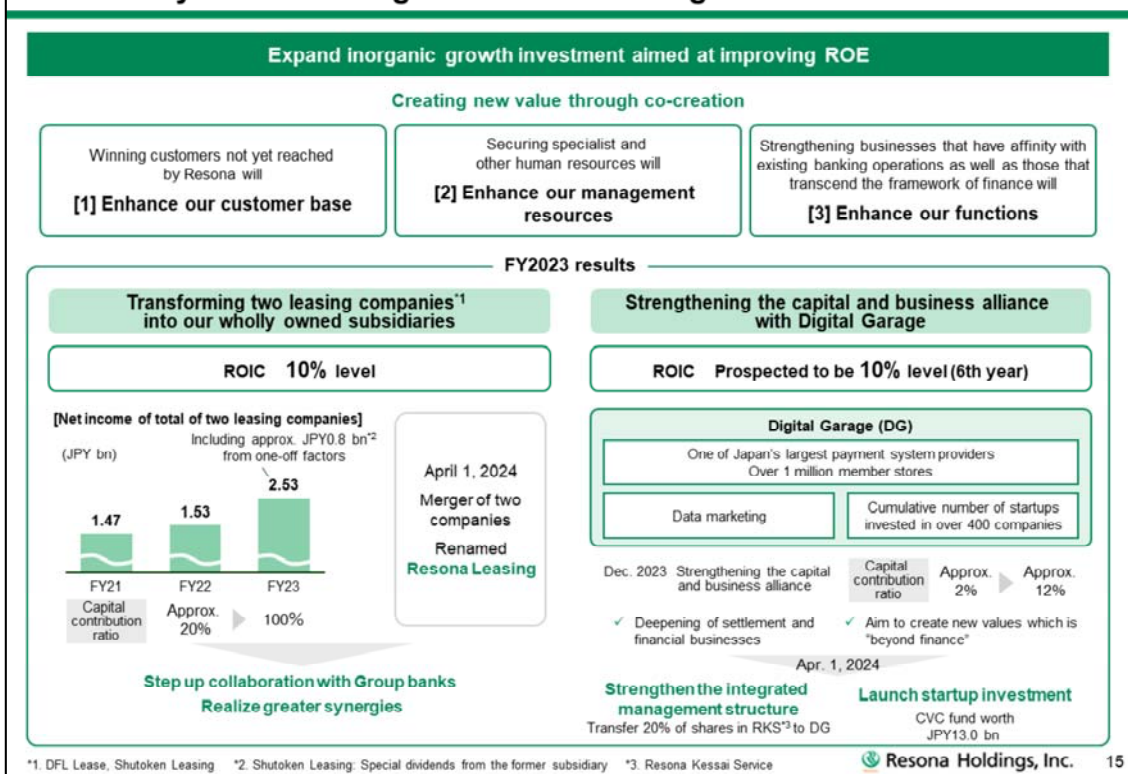 Expand inorganic growth investment aimed at improving ROE
Creating new value through co-creation
Winning customers not yet reached
by Resona will
[1] Enhance our customer base
Securing specialist and
other human resources will
[2] Enhance our management
resources
Strengthening businesses that have affinity with
existing banking operations as well as those that
transcend the framework of finance will
[3] Enhance our functions
FY2023 results
Transforming two leasing companies*1
into our wholly owned subsidiaries
ROIC 10% level
[Net income of total of two leasing companies]
(JPY bn)
Including approx. JPY0.8 bn*2
from one-off factors
1.47
1.53
2.53
FY21 FY22 FY23
Capital
contribution
ratio
Approx.
20%
100%
April 1, 2024
Merger of two
companies
Renamed
Resona Leasing
Step up collaboration with Group banks
Realize greater synergies
Strengthening the capital and business alliance
with Digital Garage
ROIC Prospected to be 10% level (6th year)
Digital Garage (DG)
One of Japan's largest payment system providers
Over 1 million member stores
Data marketing
Cumulative number of startups
invested in over 400 companies
Dec. 2023 Strengthening the capital
and business alliance
Capital
contribution
ratio
Approx.
2%
Approx.
12%
✓ Deepening of settlement and
financial businesses
✓ Aim to create new values which is
"beyond finance"
Apr. 1, 2024
Strengthen the integrated
management structure
Transfer 20% of shares in RKS*3 to DG
Launch startup investment
CVC fund worth
JPY13.0 bn
*1. DFL Lease, Shutoken Leasing *2. Shutoken Leasing: Special dividends from the former subsidiary *3. Resona Kessai Service
Resona Holdings, Inc. 15